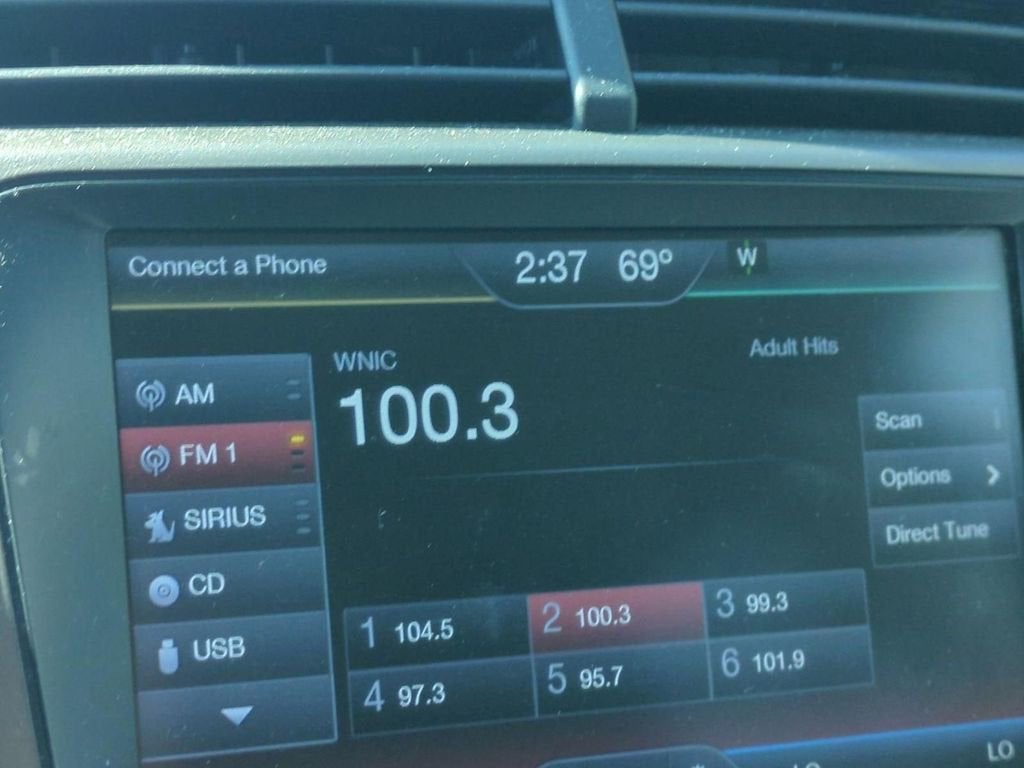 Connect a Phone 2:37 69° W
WNIC Adult Hits
100.3
AM
FM 1
SIRIUS
CD
USB
Scan
Options
Direct Tune
1 104.5 2 100.3 3 99.3
4 97.3 5 95.7 6 101.9
LO LO